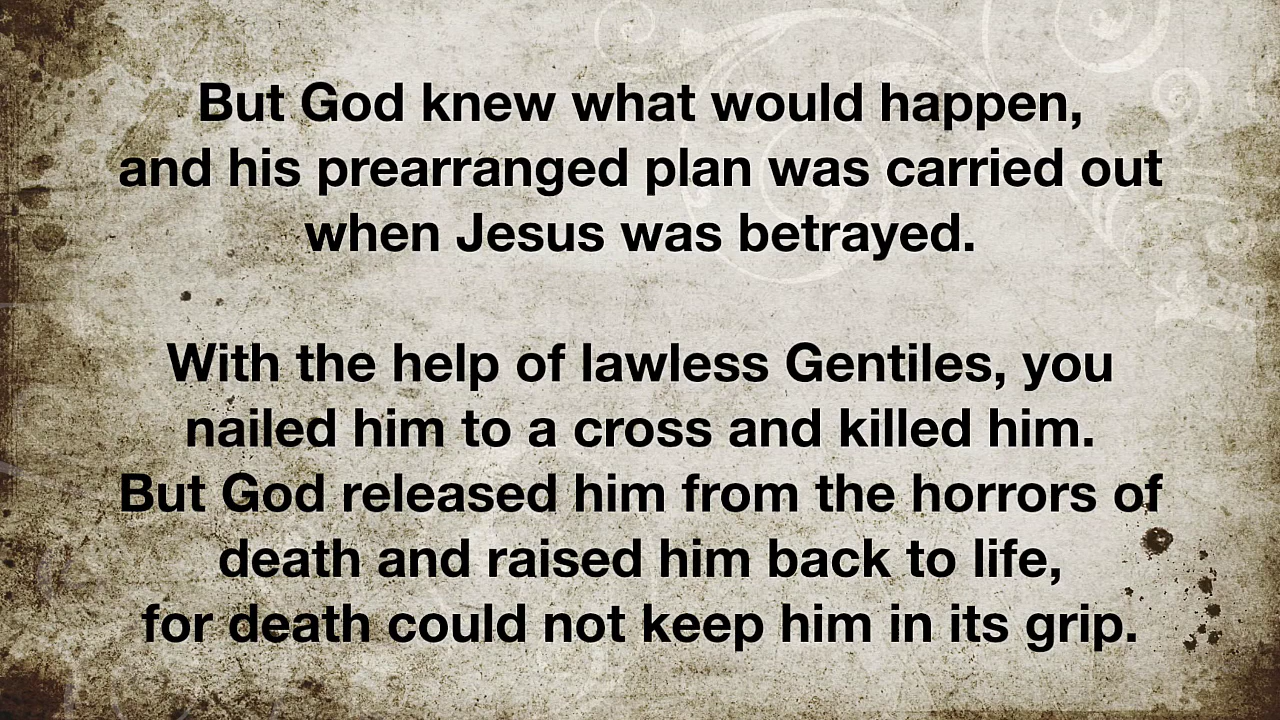 But God knew what would happen,
and his prearranged plan was carried out
when Jesus was betrayed.
With the help of lawless Gentiles, you
nailed him to a cross and killed him.
But God released him from the horrors of
death and raised him back to life,
for death could not keep him in its grip.